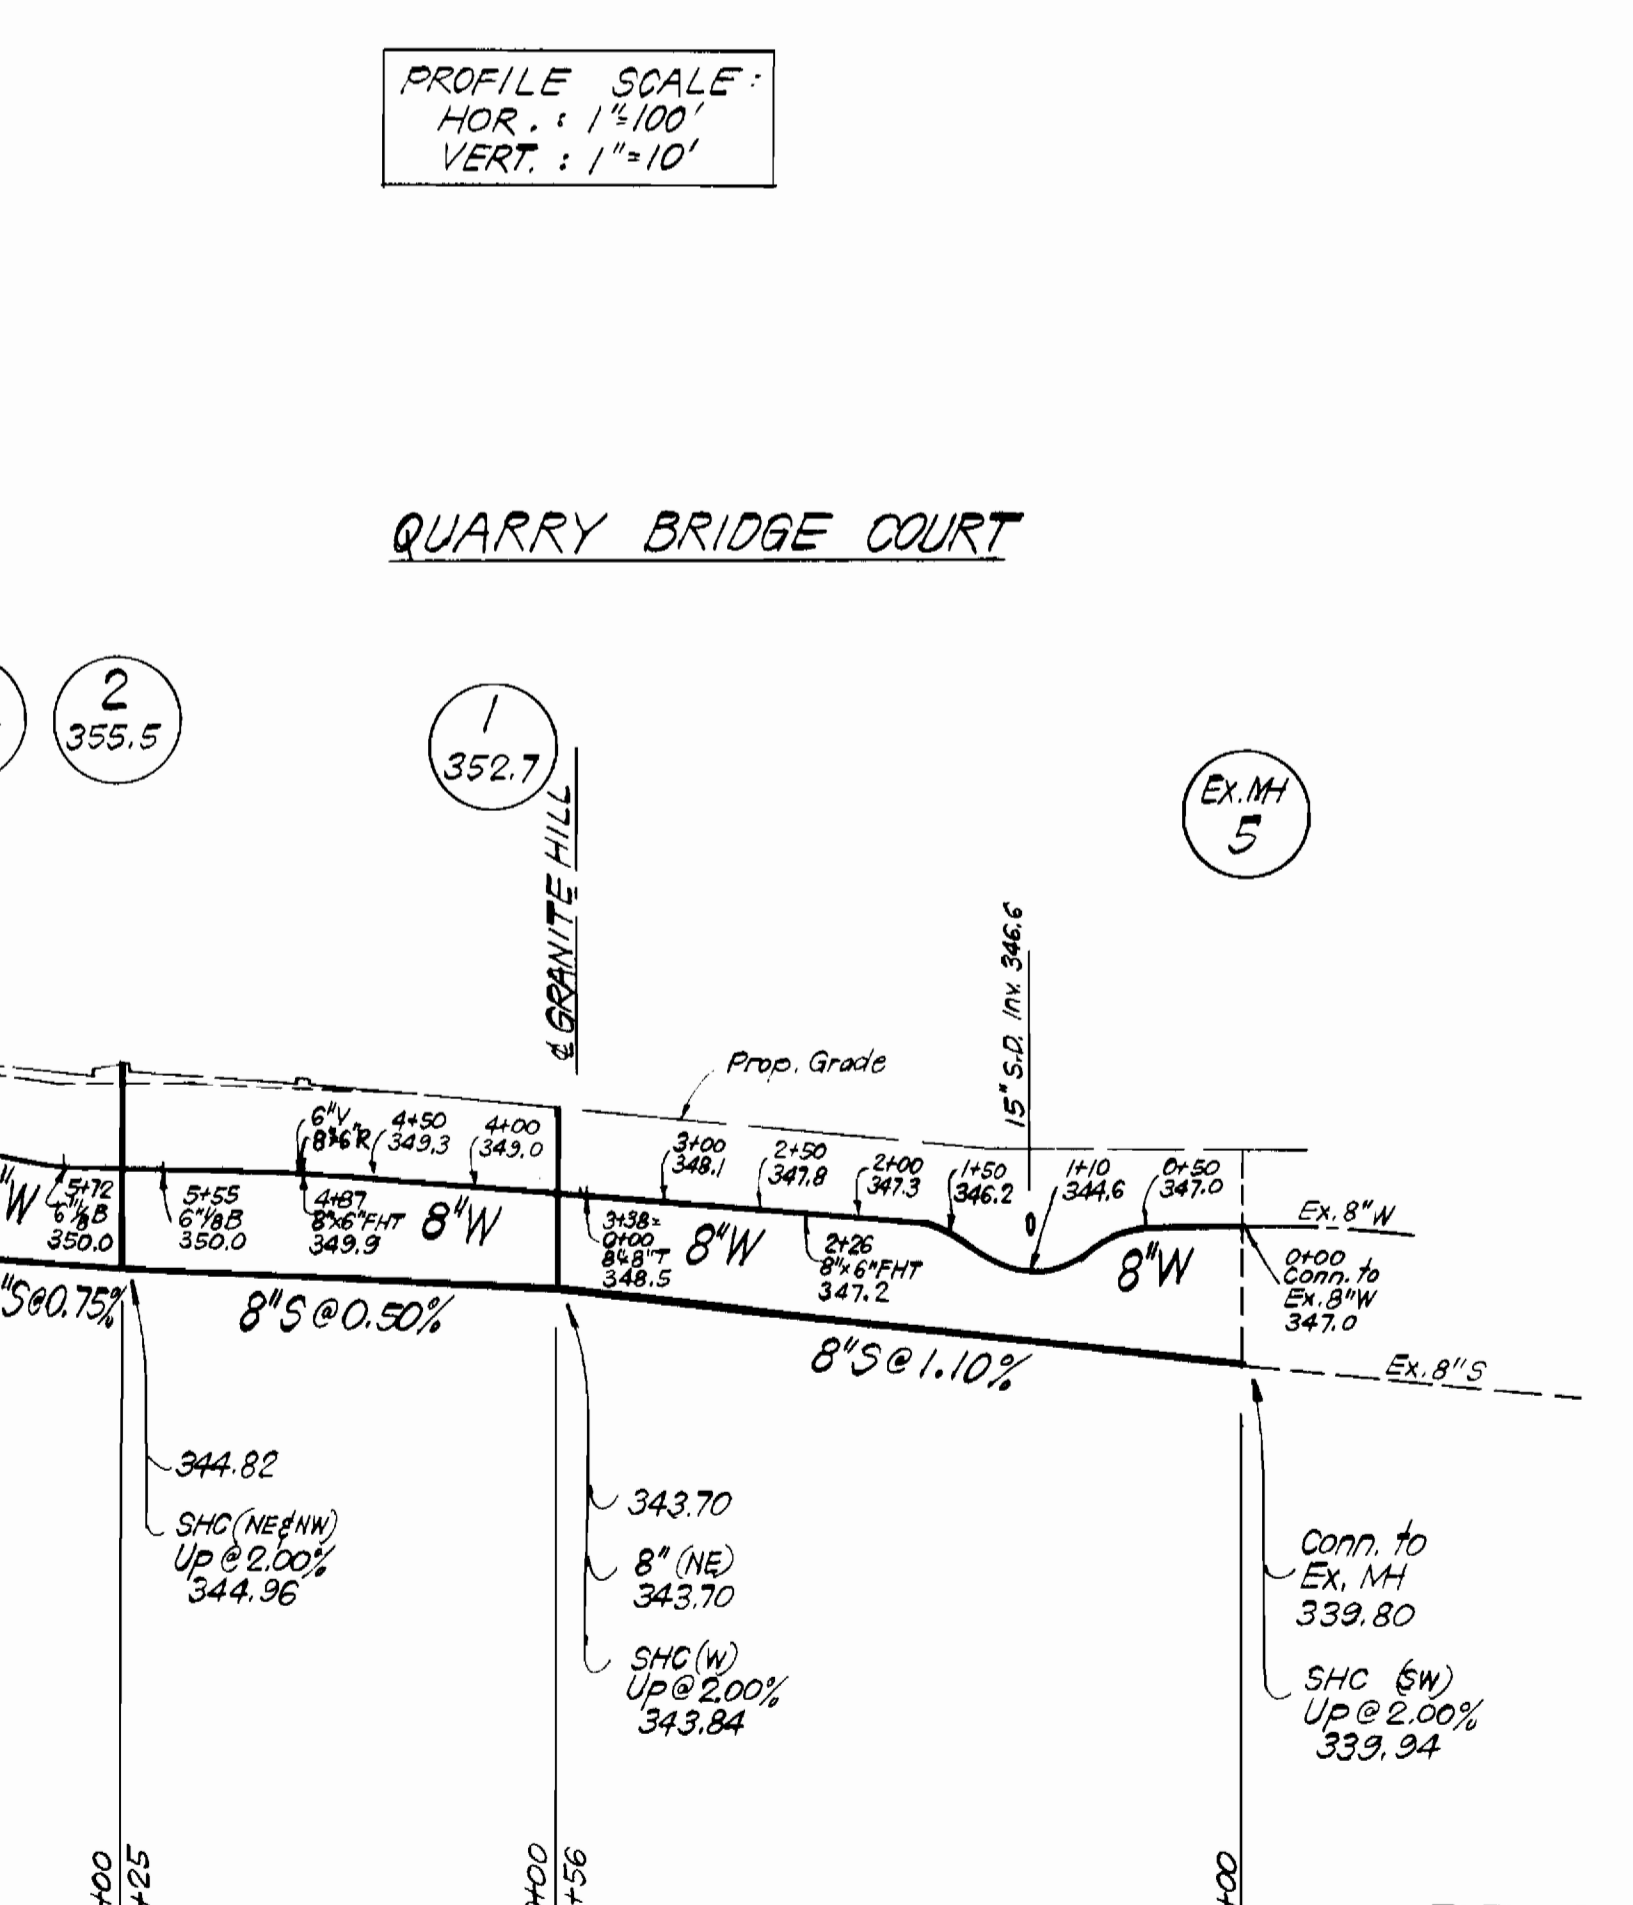 PROFILE SCALE:
HOR.: 1"=100'
VERT.: 1"=10'
QUARRY BRIDGE COURT
2
355.5
1
352.7
Ex. MH
5
℄ GRANITE HILL
15" S.D. Inv. 346.6
Prop. Grade
6"V
8"x6"R
4+50
349.3
4+00
349.0
3+00
348.1
2+50
347.8
2+00
347.3
1+50
346.2
1+10
344.6
0+50
347.0
Ex. 8"W
"W
5+72
6"1/8B
350.0
5+55
6"1/8B
350.0
4+87
8"x6"FHT
349.9
8"W
3+38=
0+00
8"x8"T
348.5
8"W
2+26
8"x6"FHT
347.2
8"W
0+00
Conn. to
Ex. 8"W
347.0
"S@0.75%
8"S@0.50%
8"S@1.10%
Ex. 8"S
344.82
SHC(NE&NW)
Up@2.00%
344.96
343.70
8"(NE)
343.70
SHC(W)
Up@2.00%
343.84
Conn. to
Ex. MH
339.80
SHC (SW)
Up@2.00%
339.94
+00
+25
+00
+56
+00